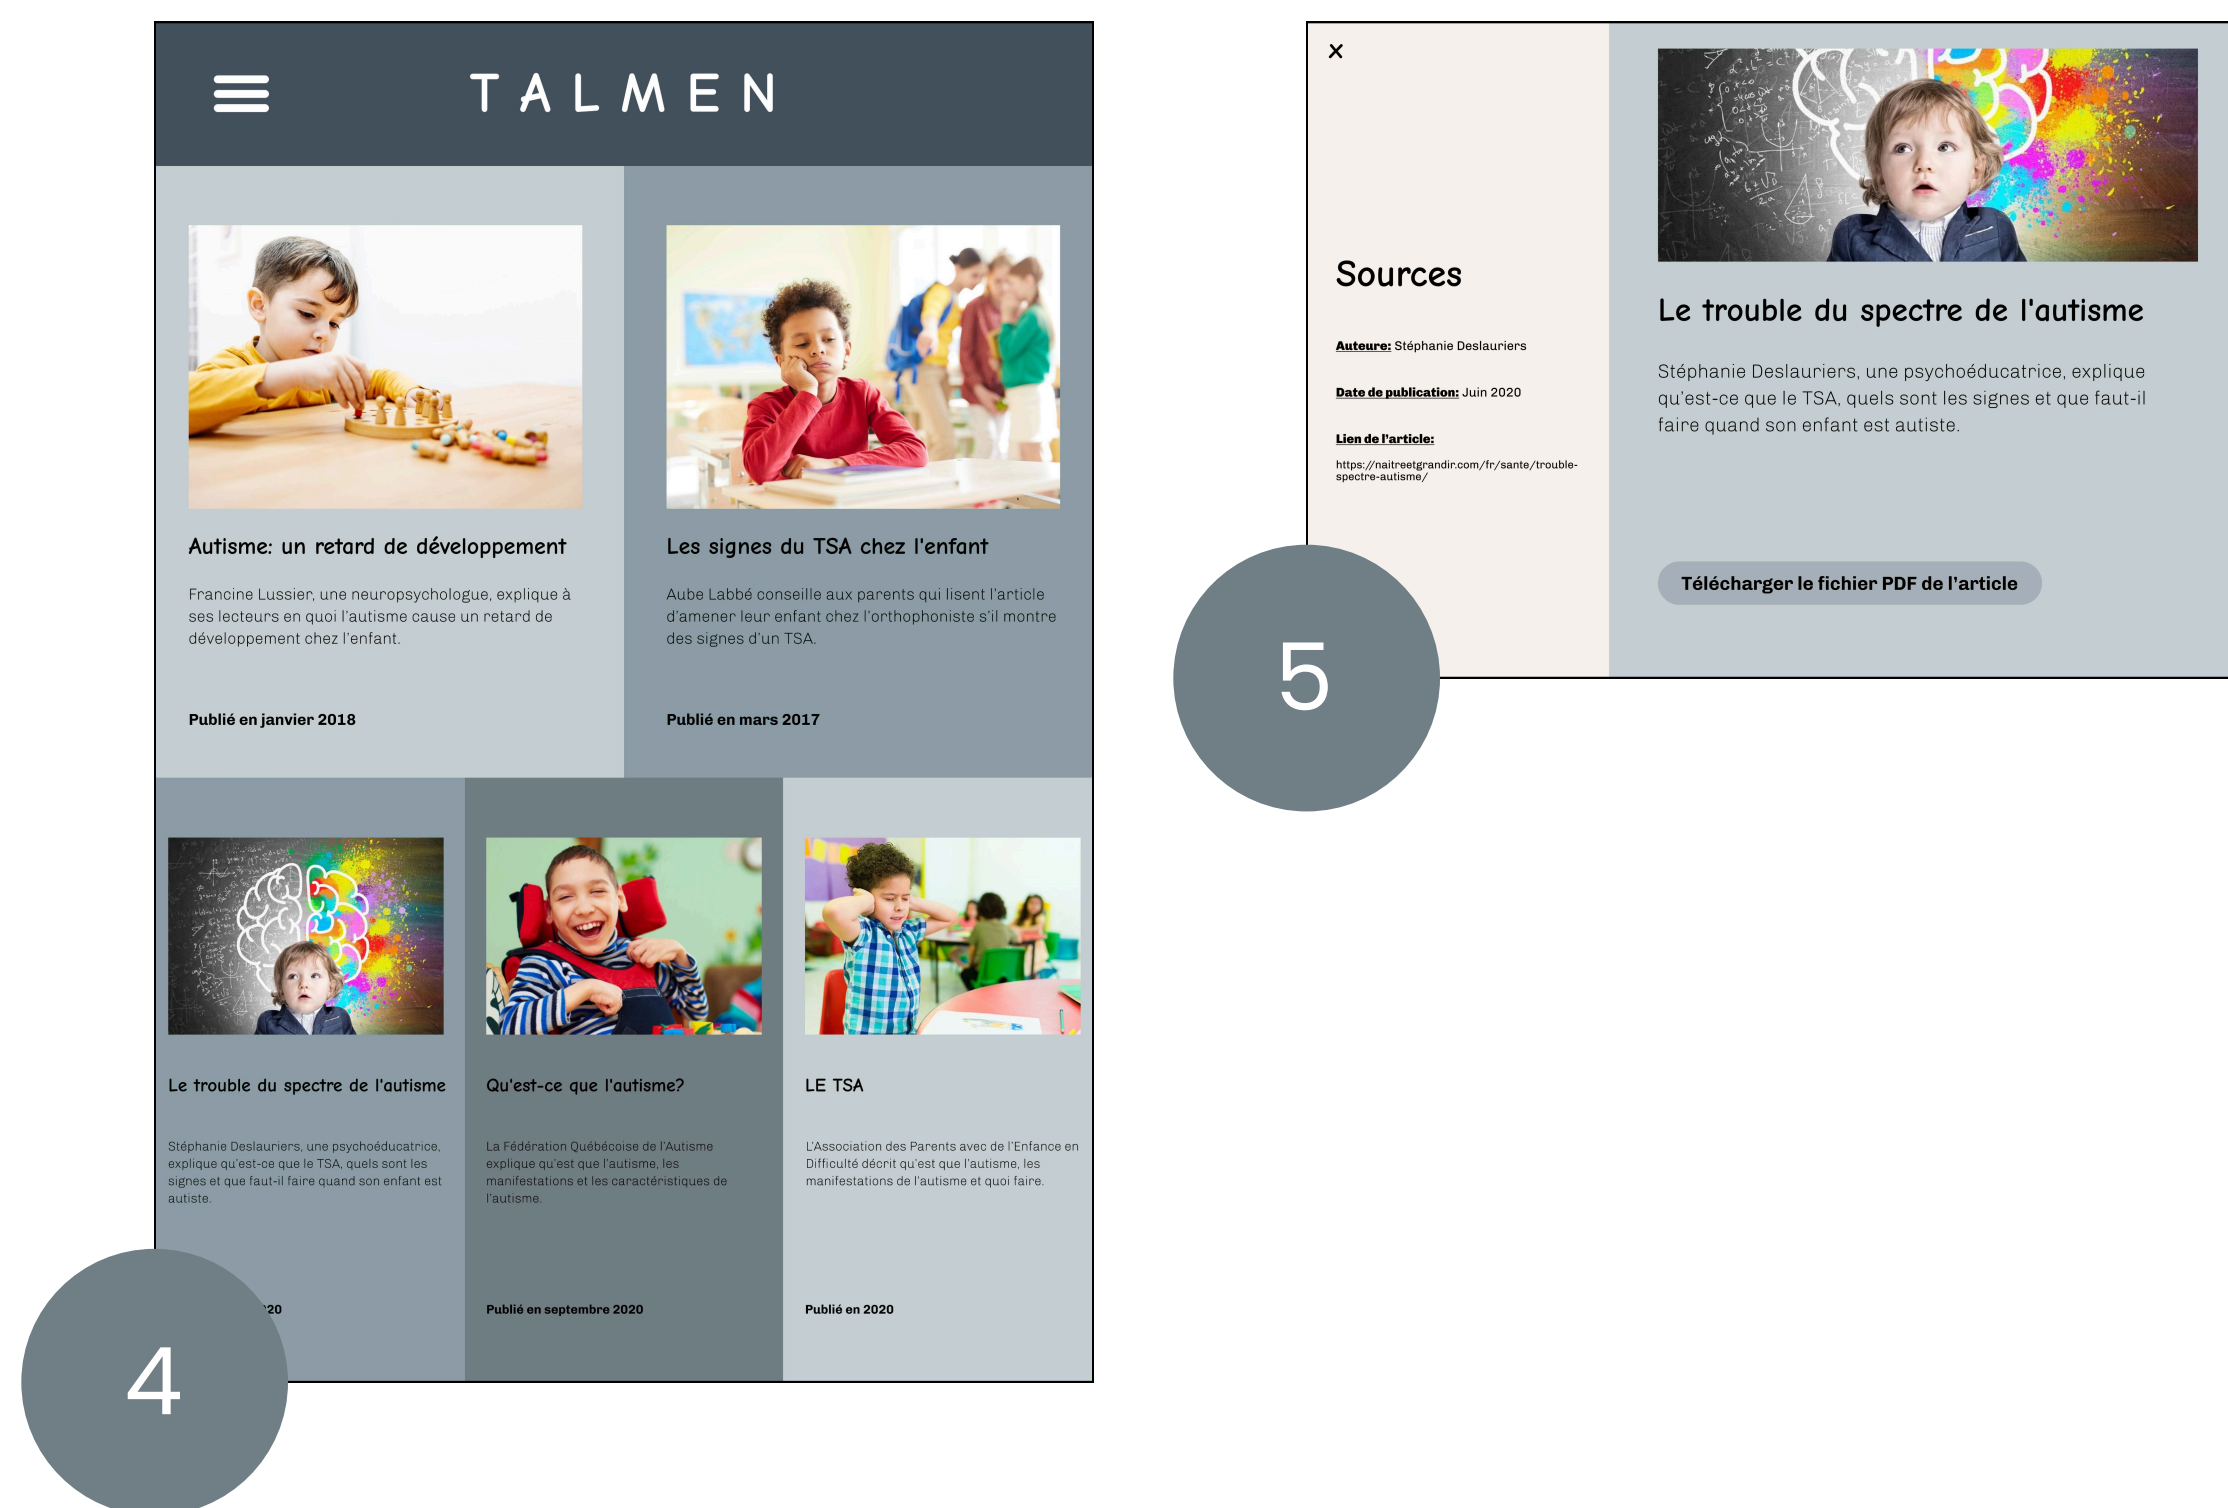 TALMEN
Autisme: un retard de développement
Francine Lussier, une neuropsychologue, explique à
ses lecteurs en quoi l'autisme cause un retard de
développement chez l'enfant.
Publié en janvier 2018
Les signes du TSA chez l'enfant
Aube Labbé conseille aux parents qui lisent l'article
d'amener leur enfant chez l'orthophoniste s'il montre
des signes d'un TSA.
Publié en mars 2017
Le trouble du spectre de l'autisme
Stéphanie Deslauriers, une psychoéducatrice,
explique qu'est-ce que le TSA, quels sont les
signes et que faut-il faire quand son enfant est
autiste.
20
Qu'est-ce que l'autisme?
La Fédération Québécoise de l'Autisme
explique qu'est que l'autisme, les
manifestations et les caractéristiques de
l'autisme.
Publié en septembre 2020
LE TSA
L'Association des Parents avec de l'Enfance en
Difficulté décrit qu'est que l'autisme, les
manifestations de l'autisme et quoi faire.
Publié en 2020
4
x
Sources
Auteure: Stéphanie Deslauriers
Date de publication: Juin 2020
Lien de l'article:
https://naitreetgrandir.com/fr/sante/trouble-
spectre-autisme/
Le trouble du spectre de l'autisme
Stéphanie Deslauriers, une psychoéducatrice, explique
qu'est-ce que le TSA, quels sont les signes et que faut-il
faire quand son enfant est autiste.
Télécharger le fichier PDF de l'article
5